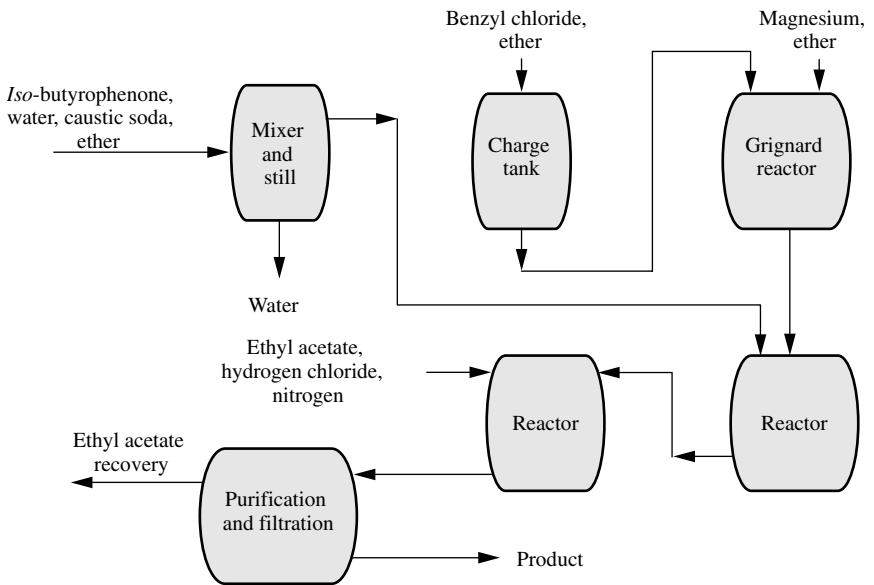 Benzyl chloride,
ether
Magnesium,
ether
Iso-butyrophenone,
water, caustic soda,
ether
Mixer
and
still
Charge
tank
Grignard
reactor
Water
Ethyl acetate,
hydrogen chloride,
nitrogen
Reactor
Reactor
Ethyl acetate
recovery
Purification
and filtration
Product